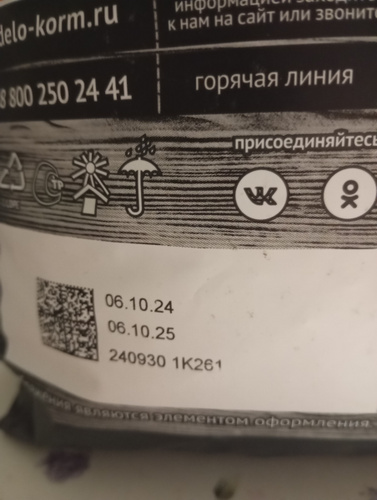 delo-korm.ru
к нам на сайт или звоните
8 800 250 24 41
горячая линия
присоединяйтесь
06.10.24
06.10.25
240930 1K261
являются элементом оформления